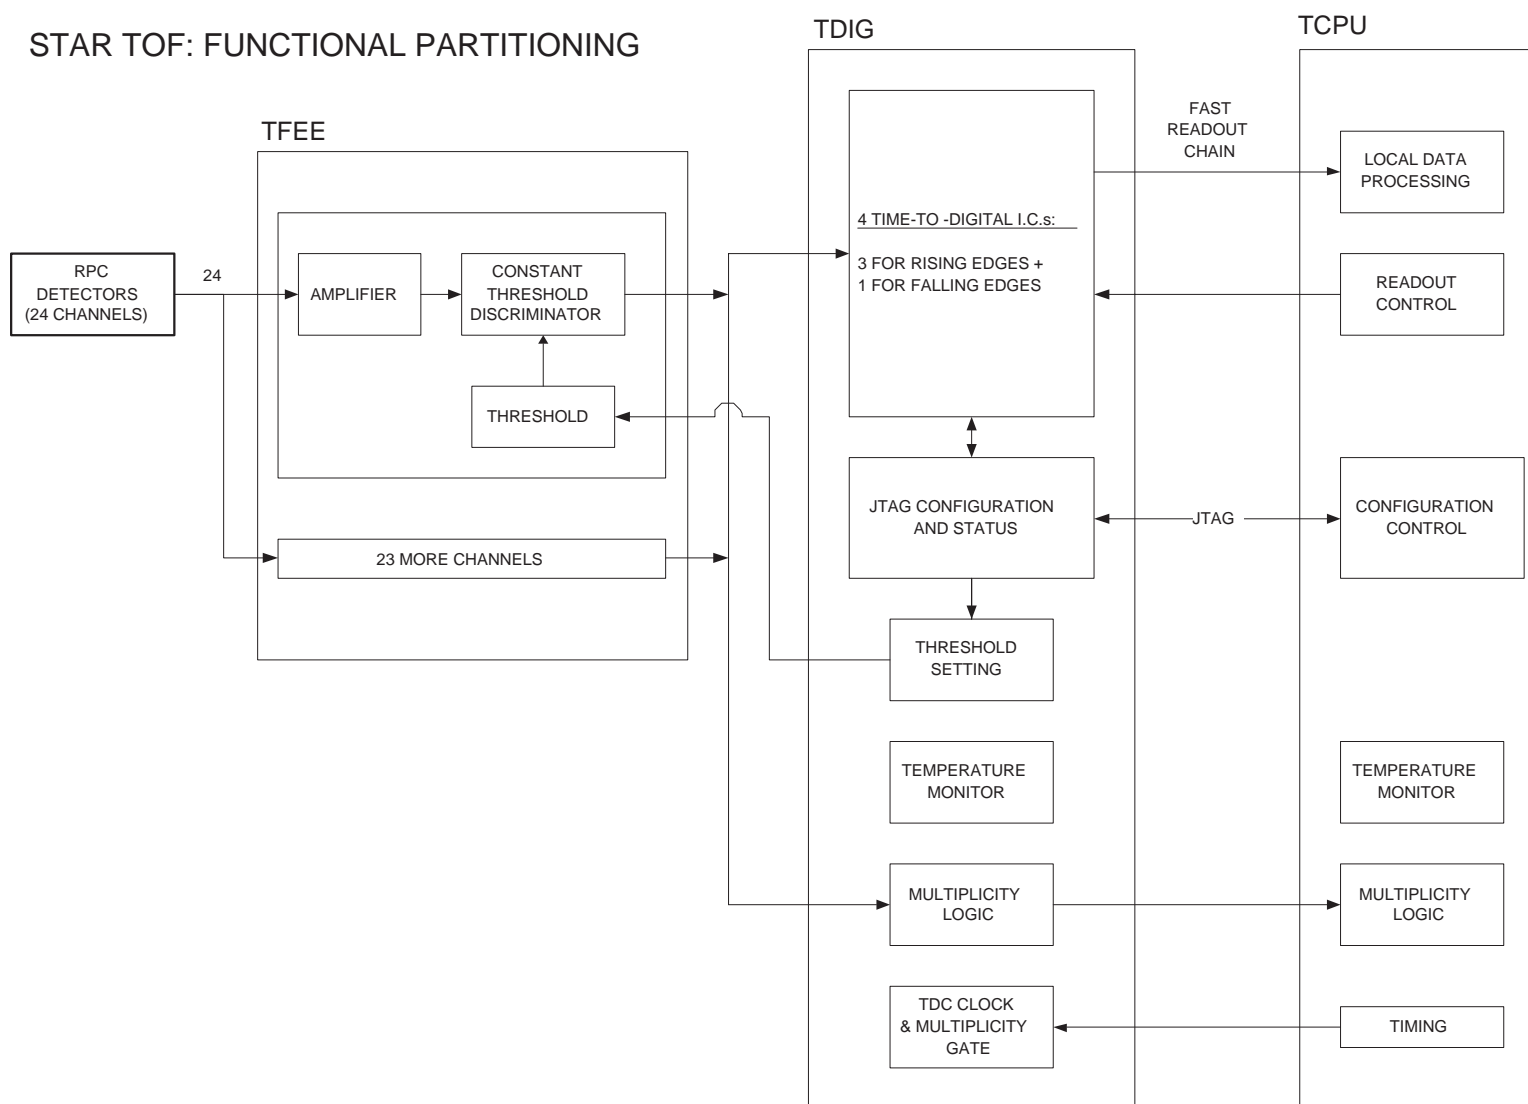 STAR TOF: FUNCTIONAL PARTITIONING
TDIG
TCPU
TFEE
FAST
READOUT
CHAIN
LOCAL DATA
PROCESSING
4 TIME-TO -DIGITAL I.C.s:
3 FOR RISING EDGES +
1 FOR FALLING EDGES
RPC
DETECTORS
(24 CHANNELS)
24
AMPLIFIER
CONSTANT
THRESHOLD
DISCRIMINATOR
READOUT
CONTROL
THRESHOLD
JTAG CONFIGURATION
AND STATUS
JTAG
CONFIGURATION
CONTROL
23 MORE CHANNELS
THRESHOLD
SETTING
TEMPERATURE
MONITOR
TEMPERATURE
MONITOR
MULTIPLICITY
LOGIC
MULTIPLICITY
LOGIC
TDC CLOCK
& MULTIPLICITY
GATE
TIMING